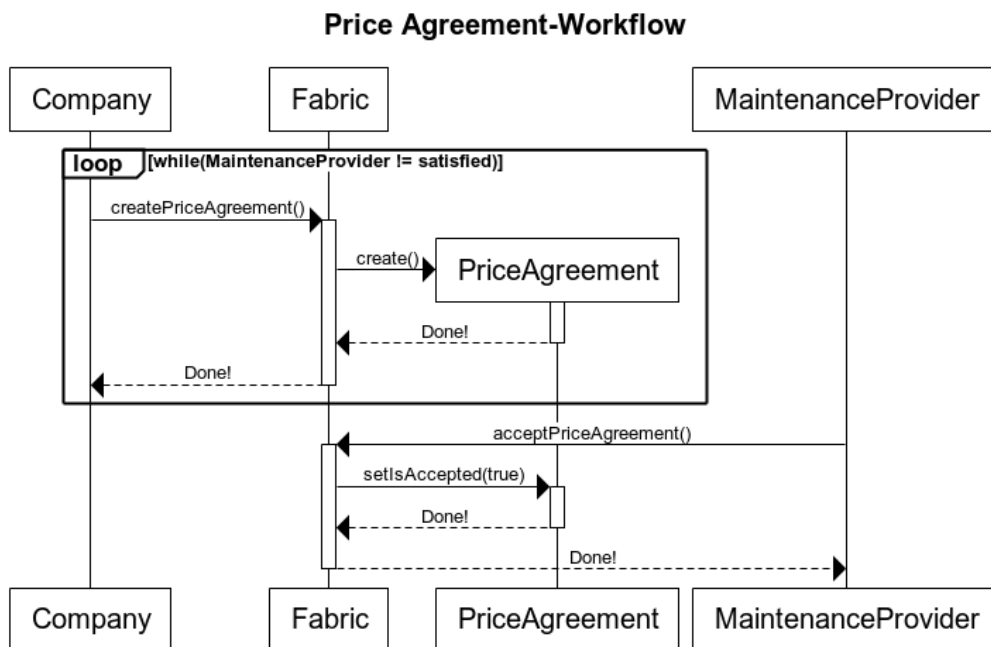 Price Agreement-Workflow
Company
Fabric
MaintenanceProvider
loop
[while(MaintenanceProvider != satisfied)]
createPriceAgreement()
create()
PriceAgreement
Done!
Done!
acceptPriceAgreement()
setIsAccepted(true)
Done!
Done!
Company
Fabric
PriceAgreement
MaintenanceProvider